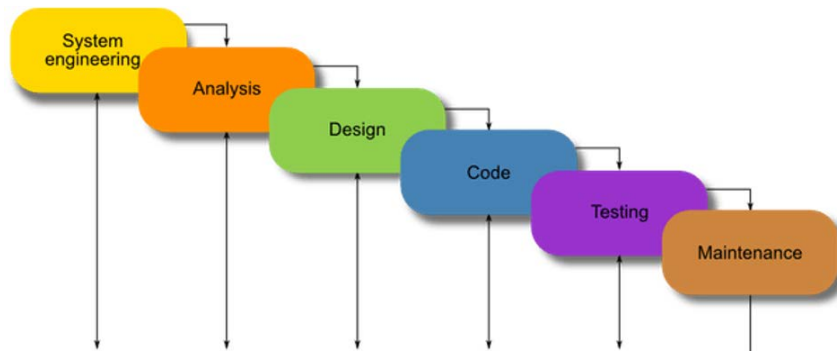 System
engineering
Analysis
Design
Code
Testing
Maintenance